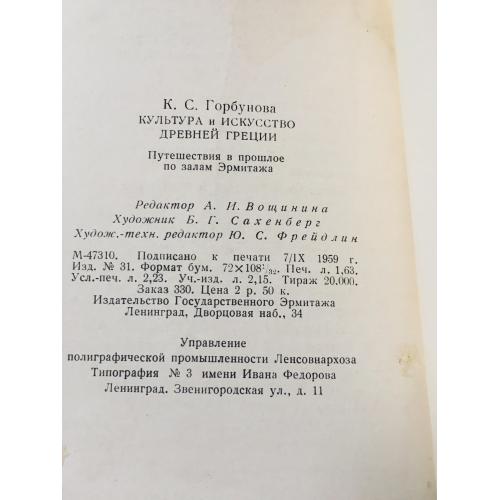 К. С. Горбунова
КУЛЬТУРА и ИСКУССТВО
ДРЕВНЕЙ ГРЕЦИИ
Путешествия в прошлое
по залам Эрмитажа
Редактор А. И. Вощинина
Художник Б. Г. Сахенберг
Худож.-техн. редактор Ю. С. Фрейдлин
М-47310. Подписано к печати 7/IX 1959 г.
Изд. № 31. Формат бум. 72×108¹/₃₂. Печ. л. 1,63.
Усл.-печ. л. 2,23. Уч.-изд. л. 2,15. Тираж 20.000.
Заказ 330. Цена 2 р. 50 к.
Издательство Государственного Эрмитажа
Ленинград, Дворцовая наб., 34
Управление
полиграфической промышленности Ленсовнархоза
Типография № 3 имени Ивана Федорова
Ленинград. Звенигородская ул., д. 11